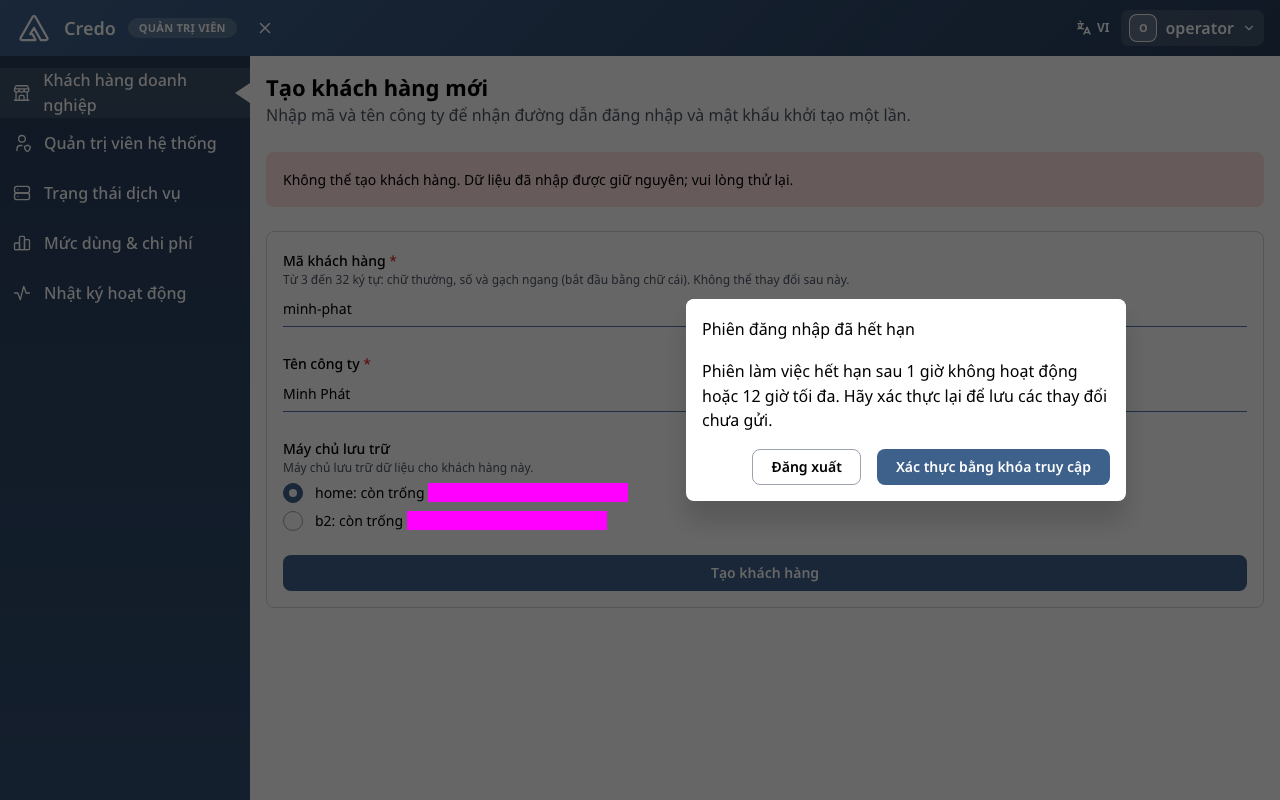 Credo
QUẢN TRỊ VIÊN
VI
O
operator
Khách hàng doanh
nghiệp
Quản trị viên hệ thống
Trạng thái dịch vụ
Mức dùng & chi phí
Nhật ký hoạt động
Tạo khách hàng mới
Nhập mã và tên công ty để nhận đường dẫn đăng nhập và mật khẩu khởi tạo một lần.
Không thể tạo khách hàng. Dữ liệu đã nhập được giữ nguyên; vui lòng thử lại.
Mã khách hàng *
Từ 3 đến 32 ký tự: chữ thường, số và gạch ngang (bắt đầu bằng chữ cái). Không thể thay đổi sau này.
minh-phat
Tên công ty *
Minh Phát
Máy chủ lưu trữ
Máy chủ lưu trữ dữ liệu cho khách hàng này.
home: còn trống
b2: còn trống
Tạo khách hàng
Phiên đăng nhập đã hết hạn
Phiên làm việc hết hạn sau 1 giờ không hoạt động
hoặc 12 giờ tối đa. Hãy xác thực lại để lưu các thay đổi
chưa gửi.
Đăng xuất
Xác thực bằng khóa truy cập